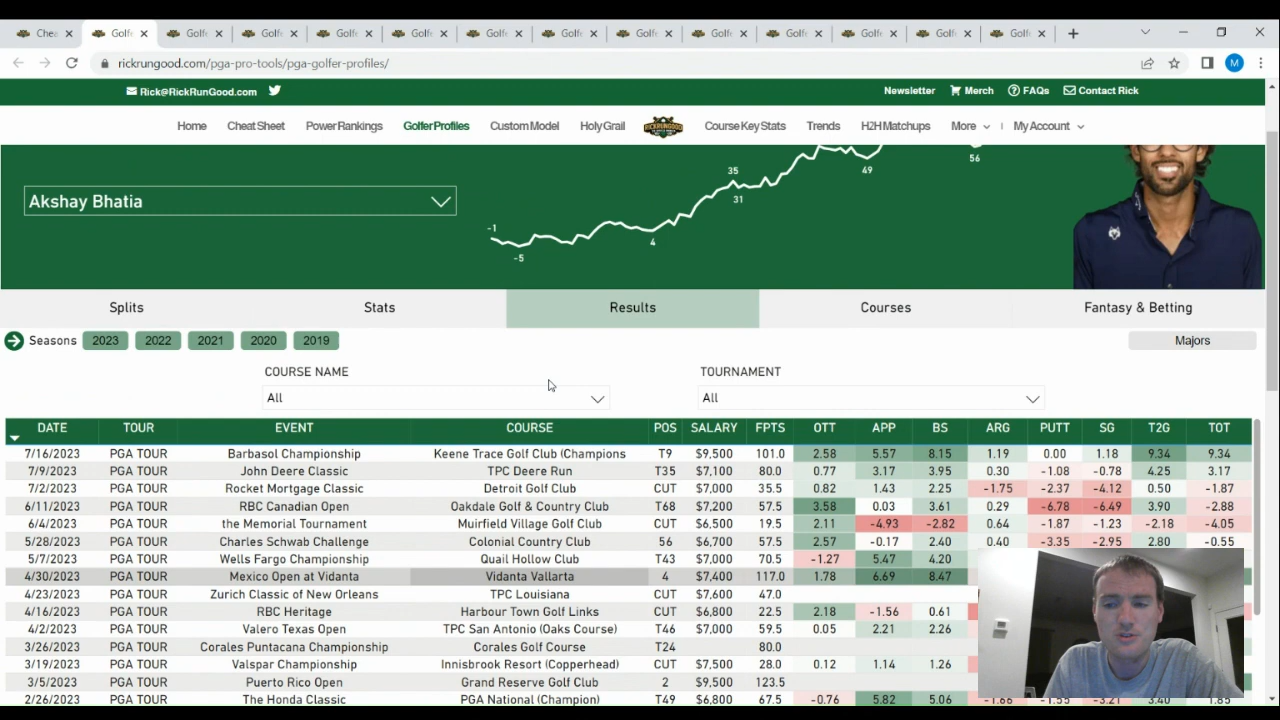 Chea Golfe Golfe Golfe Golfe Golfe Golfe Golfe Golfe Golfe Golfe Golfe Golfe Golfe
rickrungood.com/pga-pro-tools/pga-golfer-profiles/
M
Rick@RickRunGood.com
Newsletter Merch FAQs Contact Rick
Home Cheat Sheet Power Rankings Golfer Profiles Custom Model Holy Grail RICKRUNGOOD Course Key Stats Trends H2H Matchups More My Account
56
49
35
31
Akshay Bhatia
-1
4
-5
Splits Stats Results Courses Fantasy & Betting
Seasons 2023 2022 2021 2020 2019 Majors
COURSE NAME TOURNAMENT
All All
DATE TOUR EVENT COURSE POS SALARY FPTS OTT APP BS ARG PUTT SG T2G TOT
7/16/2023 PGA TOUR Barbasol Championship Keene Trace Golf Club (Champions T9 $9,500 101.0 2.58 5.57 8.15 1.19 0.00 1.18 9.34 9.34
7/9/2023 PGA TOUR John Deere Classic TPC Deere Run T35 $7,100 80.0 0.77 3.17 3.95 0.30 -1.08 -0.78 4.25 3.17
7/2/2023 PGA TOUR Rocket Mortgage Classic Detroit Golf Club CUT $7,000 35.5 0.82 1.43 2.25 -1.75 -2.37 -4.12 0.50 -1.87
6/11/2023 PGA TOUR RBC Canadian Open Oakdale Golf & Country Club T68 $7,200 57.5 3.58 0.03 3.61 0.29 -6.78 -6.49 3.90 -2.88
6/4/2023 PGA TOUR the Memorial Tournament Muirfield Village Golf Club CUT $6,500 19.5 2.11 -4.93 -2.82 0.64 -1.87 -1.23 -2.18 -4.05
5/28/2023 PGA TOUR Charles Schwab Challenge Colonial Country Club 56 $6,700 57.5 2.57 -0.17 2.40 0.40 -3.35 -2.95 2.80 -0.55
5/7/2023 PGA TOUR Wells Fargo Championship Quail Hollow Club T43 $7,000 70.5 -1.27 5.47 4.20
4/30/2023 PGA TOUR Mexico Open at Vidanta Vidanta Vallarta 4 $7,400 117.0 1.78 6.69 8.47
4/23/2023 PGA TOUR Zurich Classic of New Orleans TPC Louisiana CUT $7,600 47.0
4/16/2023 PGA TOUR RBC Heritage Harbour Town Golf Links CUT $6,800 22.5 2.18 -1.56 0.61
4/2/2023 PGA TOUR Valero Texas Open TPC San Antonio (Oaks Course) T46 $7,000 59.5 0.05 2.21 2.26
3/26/2023 PGA TOUR Corales Puntacana Championship Corales Golf Course T24 80.0
3/19/2023 PGA TOUR Valspar Championship Innisbrook Resort (Copperhead) CUT $7,500 28.0 0.12 1.14 1.26
3/5/2023 PGA TOUR Puerto Rico Open Grand Reserve Golf Club 2 $9,500 123.5
2/26/2023 PGA TOUR The Honda Classic PGA National (Champion) T49 $6,800 67.5 -0.76 5.82 5.06